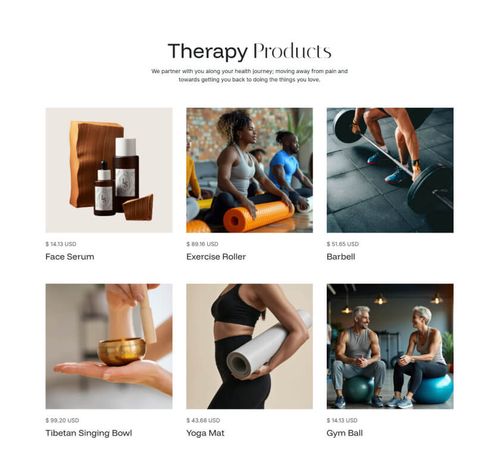 Therapy Products
We partner with you along your health journey; moving away from pain and
towards getting you back to doing the things you love.
$ 14.13 USD
Face Serum
$ 89.16 USD
Exercise Roller
$ 51.65 USD
Barbell
$ 99.20 USD
Tibetan Singing Bowl
$ 43.68 USD
Yoga Mat
$ 14.13 USD
Gym Ball